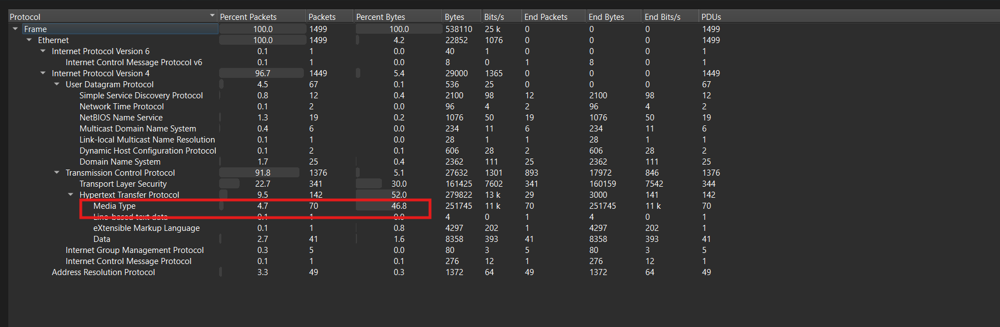 Protocol Percent Packets Packets Percent Bytes Bytes Bits/s End Packets End Bytes End Bits/s PDUs
Frame 100.0 1499 100.0 538110 25 k 0 0 0 1499
Ethernet 100.0 1499 4.2 22852 1076 0 0 0 1499
Internet Protocol Version 6 0.1 1 0.0 40 1 0 0 0 1
Internet Control Message Protocol v6 0.1 1 0.0 8 0 1 8 0 1
Internet Protocol Version 4 96.7 1449 5.4 29000 1365 0 0 0 1449
User Datagram Protocol 4.5 67 0.1 536 25 0 0 0 67
Simple Service Discovery Protocol 0.8 12 0.4 2100 98 12 2100 98 12
Network Time Protocol 0.1 2 0.0 96 4 2 96 4 2
NetBIOS Name Service 1.3 19 0.2 1076 50 19 1076 50 19
Multicast Domain Name System 0.4 6 0.0 234 11 6 234 11 6
Link-local Multicast Name Resolution 0.1 1 0.0 28 1 1 28 1 1
Dynamic Host Configuration Protocol 0.1 2 0.1 606 28 2 606 28 2
Domain Name System 1.7 25 0.4 2362 111 25 2362 111 25
Transmission Control Protocol 91.8 1376 5.1 27632 1301 893 17972 846 1376
Transport Layer Security 22.7 341 30.0 161425 7602 341 160159 7542 344
Hypertext Transfer Protocol 9.5 142 52.0 279822 13 k 29 3000 141 142
Media Type 4.7 70 46.8 251745 11 k 70 251745 11 k 70
Line-based text data 0.1 1 0.0 4 0 1 4 0 1
eXtensible Markup Language 0.1 1 0.8 4297 202 1 4297 202 1
Data 2.7 41 1.6 8358 393 41 8358 393 41
Internet Group Management Protocol 0.3 5 0.0 80 3 5 80 3 5
Internet Control Message Protocol 0.1 1 0.1 276 12 1 276 12 1
Address Resolution Protocol 3.3 49 0.3 1372 64 49 1372 64 49